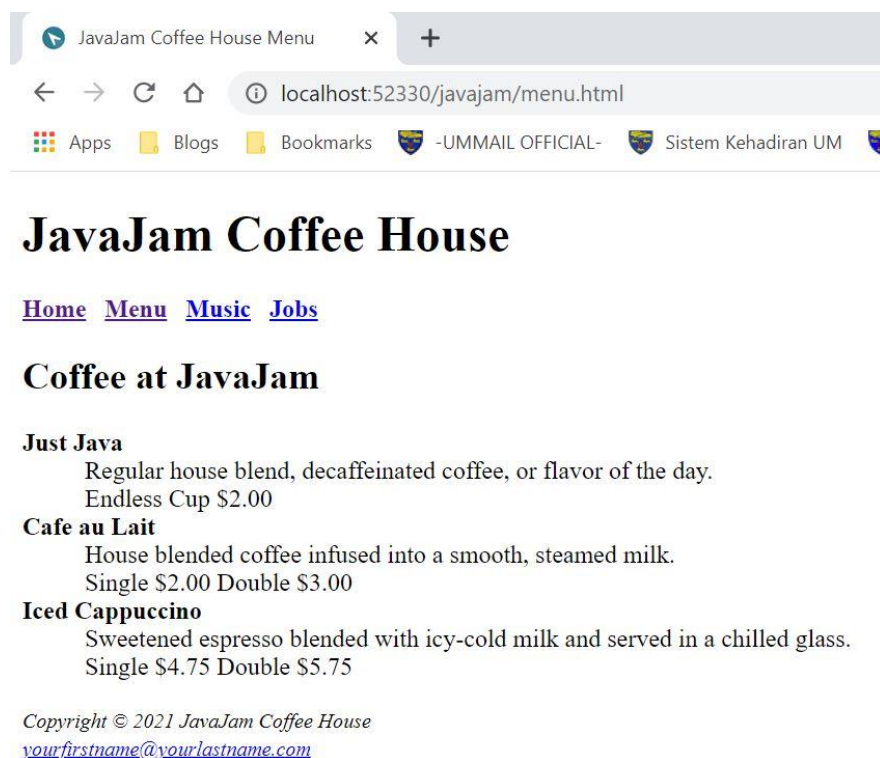 JavaJam Coffee House Menu
localhost:52330/javajam/menu.html
Apps Blogs Bookmarks -UMMAIL OFFICIAL- Sistem Kehadiran UM
JavaJam Coffee House
Home Menu Music Jobs
Coffee at JavaJam
Just Java
Regular house blend, decaffeinated coffee, or flavor of the day.
Endless Cup $2.00
Cafe au Lait
House blended coffee infused into a smooth, steamed milk.
Single $2.00 Double $3.00
Iced Cappuccino
Sweetened espresso blended with icy-cold milk and served in a chilled glass.
Single $4.75 Double $5.75
Copyright © 2021 JavaJam Coffee House
yourfirstname@yourlastname.com